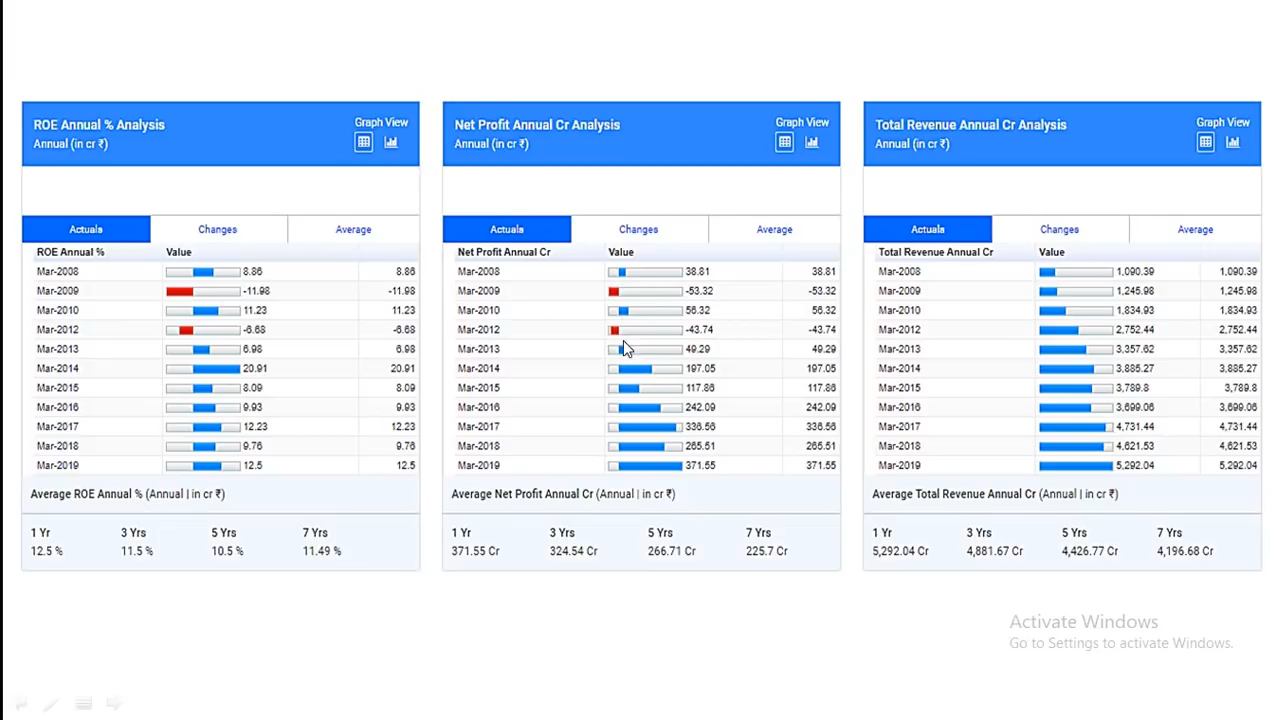 ROE Annual % Analysis
Graph View
Annual (in cr ₹)
Actuals Changes Average
ROE Annual % Value
Mar-2008 8.86 8.86
Mar-2009 -11.98 -11.98
Mar-2010 11.23 11.23
Mar-2012 -6.68 -6.68
Mar-2013 6.98 6.98
Mar-2014 20.91 20.91
Mar-2015 8.09 8.09
Mar-2016 9.93 9.93
Mar-2017 12.23 12.23
Mar-2018 9.76 9.76
Mar-2019 12.5 12.5
Average ROE Annual % (Annual | in cr ₹)
1 Yr 3 Yrs 5 Yrs 7 Yrs
12.5 % 11.5 % 10.5 % 11.49 %
Net Profit Annual Cr Analysis
Graph View
Annual (in cr ₹)
Actuals Changes Average
Net Profit Annual Cr Value
Mar-2008 38.81 38.81
Mar-2009 -53.32 -53.32
Mar-2010 56.32 56.32
Mar-2012 -43.74 -43.74
Mar-2013 49.29 49.29
Mar-2014 197.05 197.05
Mar-2015 117.86 117.86
Mar-2016 242.09 242.09
Mar-2017 336.56 336.56
Mar-2018 265.51 265.51
Mar-2019 371.55 371.55
Average Net Profit Annual Cr (Annual | in cr ₹)
1 Yr 3 Yrs 5 Yrs 7 Yrs
371.55 Cr 324.54 Cr 266.71 Cr 225.7 Cr
Total Revenue Annual Cr Analysis
Graph View
Annual (in cr ₹)
Actuals Changes Average
Total Revenue Annual Cr Value
Mar-2008 1,090.39 1,090.39
Mar-2009 1,245.98 1,245.98
Mar-2010 1,834.93 1,834.93
Mar-2012 2,752.44 2,752.44
Mar-2013 3,357.62 3,357.62
Mar-2014 3,885.27 3,885.27
Mar-2015 3,789.8 3,789.8
Mar-2016 3,699.06 3,699.06
Mar-2017 4,731.44 4,731.44
Mar-2018 4,621.53 4,621.53
Mar-2019 5,292.04 5,292.04
Average Total Revenue Annual Cr (Annual | in cr ₹)
1 Yr 3 Yrs 5 Yrs 7 Yrs
5,292.04 Cr 4,881.67 Cr 4,426.77 Cr 4,196.68 Cr
Activate Windows
Go to Settings to activate Windows.